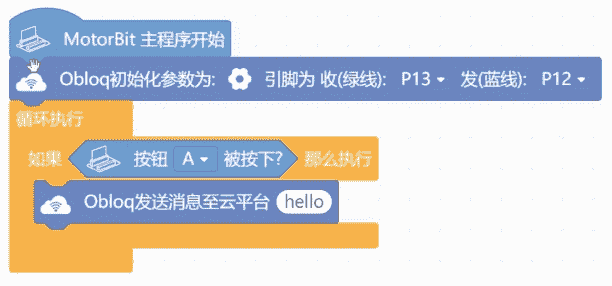 MotorBit 主程序开始
Obloq初始化参数为: 引脚为 收(绿线): P13 发(蓝线): P12
循环执行
如果 按钮 A 被按下? 那么执行
Obloq发送消息至云平台 hello